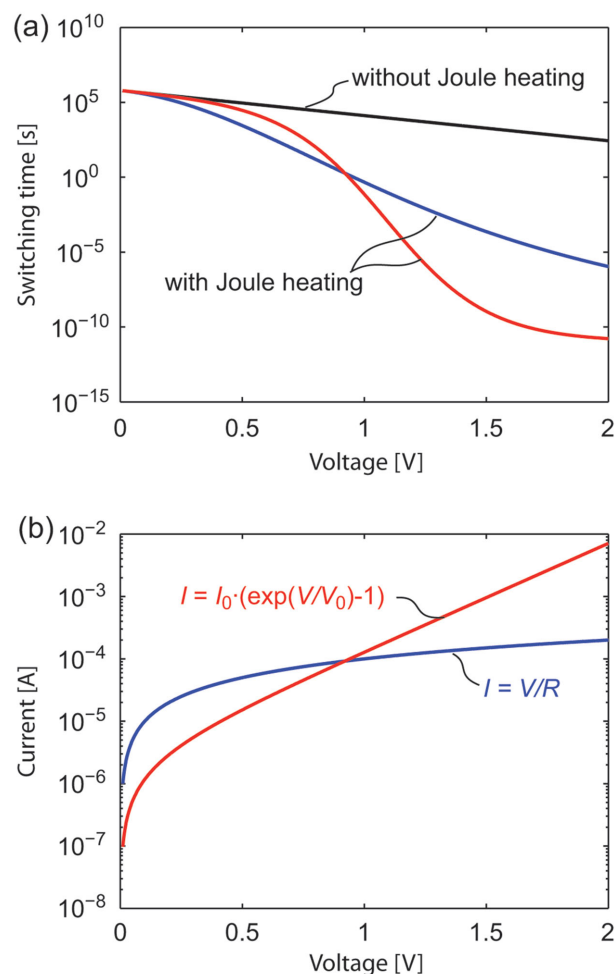 (a)
10^10
10^5
10^0
10^-5
10^-10
10^-15
Switching time [s]
without Joule heating
with Joule heating
0
0.5
1
1.5
2
Voltage [V]
(b)
10^-2
10^-3
10^-4
10^-5
10^-6
10^-7
10^-8
Current [A]
I = I₀·(exp(V/V₀)-1)
I = V/R
0
0.5
1
1.5
2
Voltage [V]